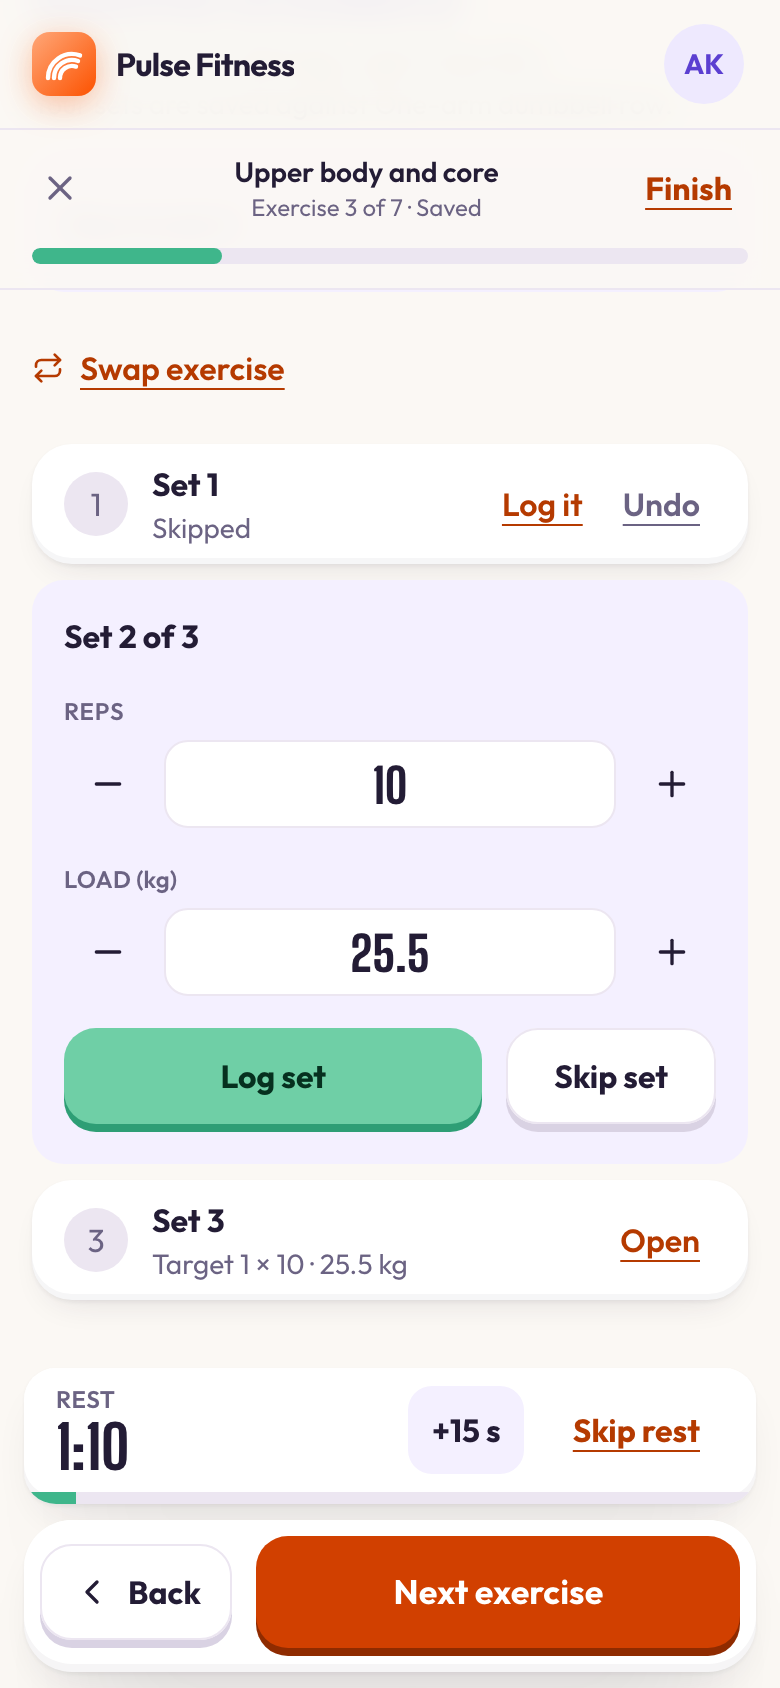 Pulse Fitness
AK
Upper body and core
Exercise 3 of 7 · Saved
Finish
Swap exercise
1
Set 1
Skipped
Log it
Undo
Set 2 of 3
REPS
− 10 +
LOAD (kg)
− 25.5 +
Log set
Skip set
3
Set 3
Target 1 × 10 · 25.5 kg
Open
REST
1:10
+15 s
Skip rest
Back
Next exercise